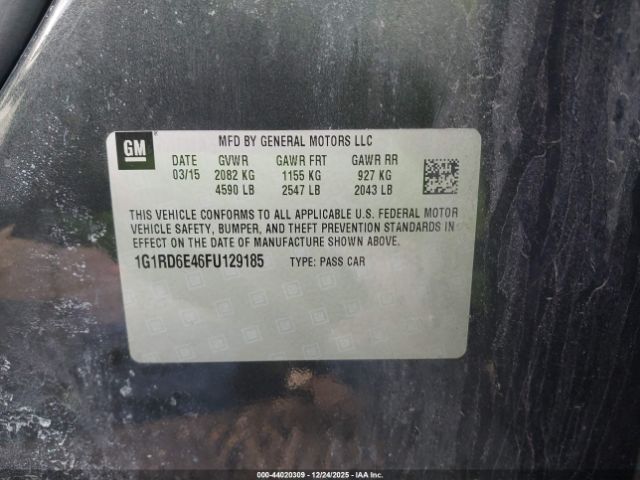 GM
MFD BY GENERAL MOTORS LLC
DATE GVWR GAWR FRT GAWR RR
03/15 2082 KG 1155 KG 927 KG
4590 LB 2547 LB 2043 LB
THIS VEHICLE CONFORMS TO ALL APPLICABLE U.S. FEDERAL MOTOR
VEHICLE SAFETY, BUMPER, AND THEFT PREVENTION STANDARDS IN
EFFECT ON THE DATE OF MANUFACTURE SHOWN ABOVE.
1G1RD6E46FU129185 TYPE: PASS CAR
000-44020309 - 12/24/2025 - IAA Inc.